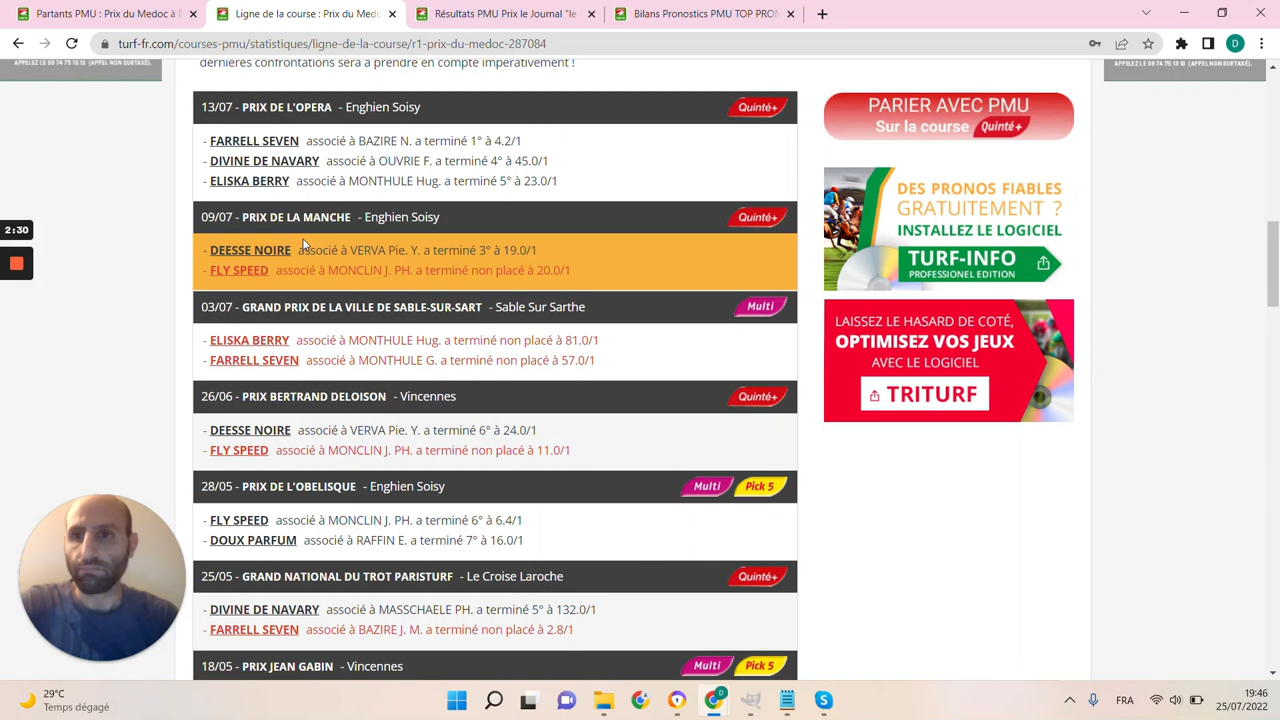 Partants PMU : Prix du Medoc à E
Ligne de la course : Prix du Medo
Résultats PMU Prix le Journal "le
Bilans Pronostics PMU TOP PRON
turf-fr.com/courses-pmu/statistiques/ligne-de-la-course/r1-prix-du-medoc-287084
D
dernieres confrontations sera à prendre en compte impérativement !
13/07 - PRIX DE L'OPERA - Enghien Soisy Quinté+
- FARRELL SEVEN associé à BAZIRE N. a terminé 1° à 4.2/1
- DIVINE DE NAVARY associé à OUVRIE F. a terminé 4° à 45.0/1
- ELISKA BERRY associé à MONTHULE Hug. a terminé 5° à 23.0/1
09/07 - PRIX DE LA MANCHE - Enghien Soisy Quinté+
- DEESSE NOIRE associé à VERVA Pie. Y. a terminé 3° à 19.0/1
- FLY SPEED associé à MONCLIN J. PH. a terminé non placé à 20.0/1
03/07 - GRAND PRIX DE LA VILLE DE SABLE-SUR-SART - Sable Sur Sarthe Multi
- ELISKA BERRY associé à MONTHULE Hug. a terminé non placé à 81.0/1
- FARRELL SEVEN associé à MONTHULE G. a terminé non placé à 57.0/1
26/06 - PRIX BERTRAND DELOISON - Vincennes Quinté+
- DEESSE NOIRE associé à VERVA Pie. Y. a terminé 6° à 24.0/1
- FLY SPEED associé à MONCLIN J. PH. a terminé non placé à 11.0/1
28/05 - PRIX DE L'OBELISQUE - Enghien Soisy Multi Pick 5
- FLY SPEED associé à MONCLIN J. PH. a terminé 6° à 6.4/1
- DOUX PARFUM associé à RAFFIN E. a terminé 7° à 16.0/1
25/05 - GRAND NATIONAL DU TROT PARISTURF - Le Croise Laroche Quinté+
- DIVINE DE NAVARY associé à MASSCHAELE PH. a terminé 5° à 132.0/1
- FARRELL SEVEN associé à BAZIRE J. M. a terminé non placé à 2.8/1
18/05 - PRIX JEAN GABIN - Vincennes Multi Pick 5
PARIER AVEC PMU
Sur la course Quinté+
DES PRONOS FIABLES
GRATUITEMENT ?
INSTALLEZ LE LOGICIEL
TURF-INFO
PROFESSIONEL EDITION
LAISSEZ LE HASARD DE COTÉ,
OPTIMISEZ VOS JEUX
AVEC LE LOGICIEL
TRITURF
2:30
29°C
Temps dégagé
D
FRA
19:46
25/07/2022